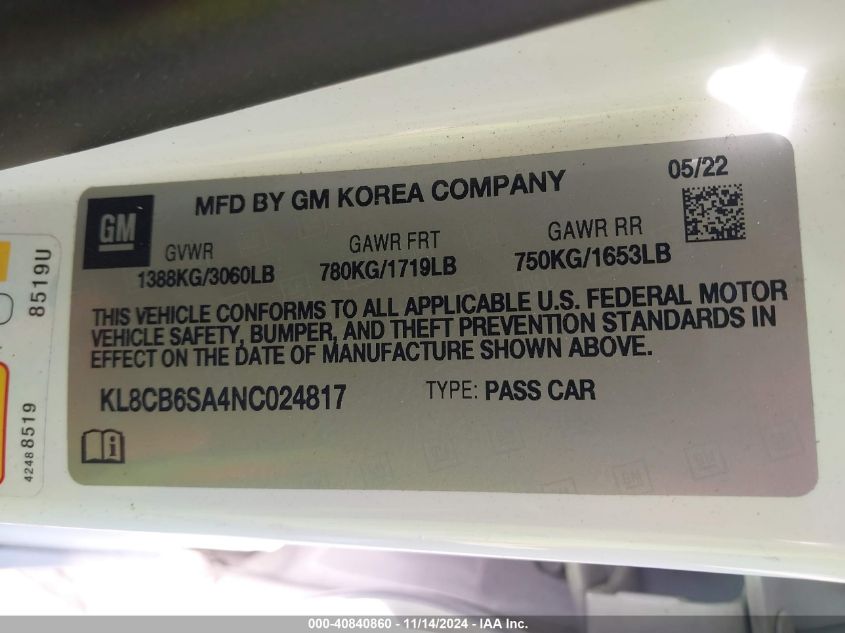 MFD BY GM KOREA COMPANY
05/22
GM
GVWR
1388KG/3060LB
GAWR FRT
780KG/1719LB
GAWR RR
750KG/1653LB
THIS VEHICLE CONFORMS TO ALL APPLICABLE U.S. FEDERAL MOTOR
VEHICLE SAFETY, BUMPER, AND THEFT PREVENTION STANDARDS IN
EFFECT ON THE DATE OF MANUFACTURE SHOWN ABOVE.
KL8CB6SA4NC024817
TYPE: PASS CAR
8519U
42488519
000-40840860 - 11/14/2024 - IAA Inc.